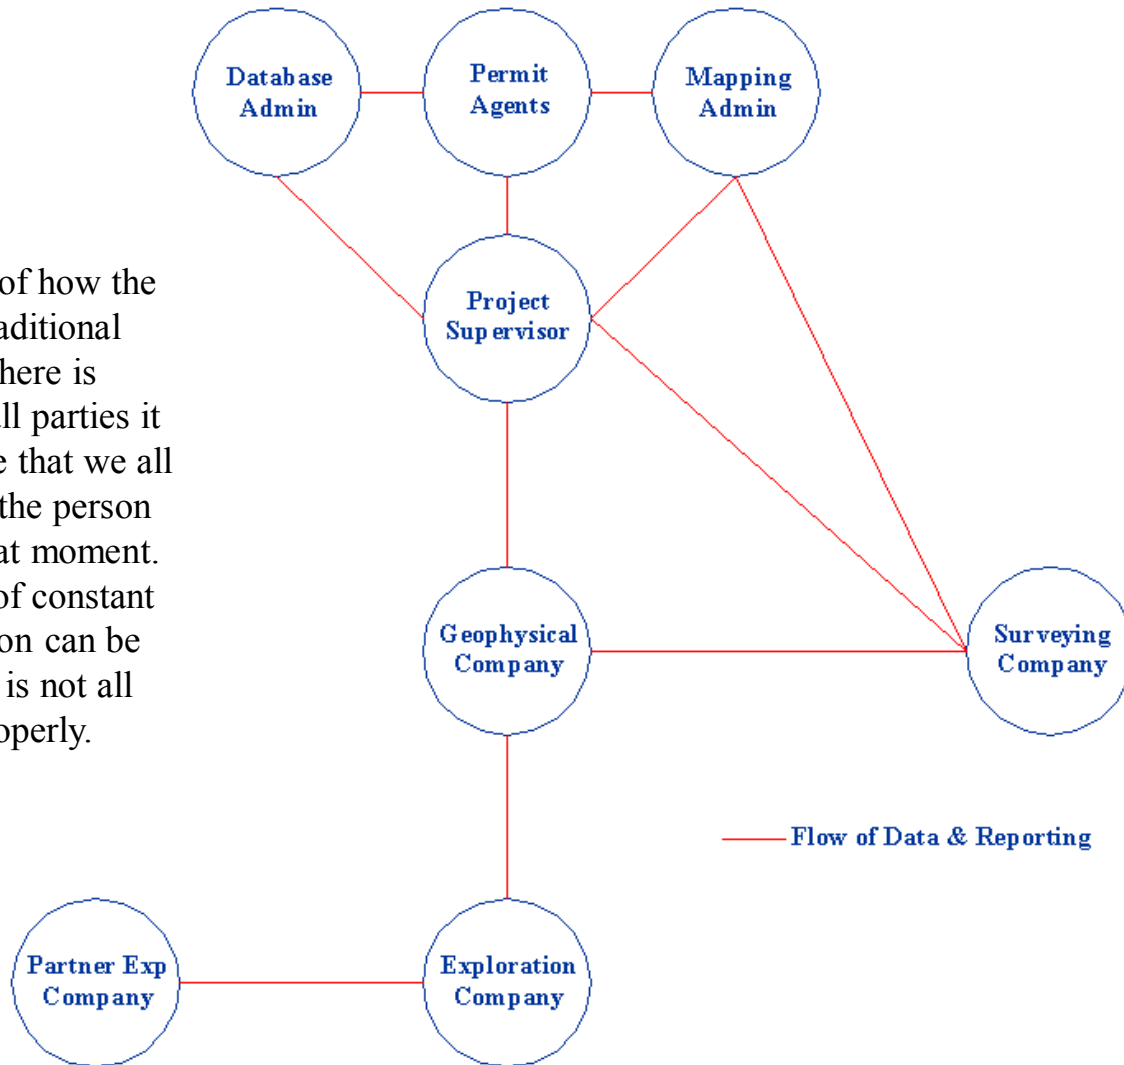 Database
Admin
Permit
Agents
Mapping
Admin
of how the
aditional
here is
all parties it
e that we all
the person
at moment.
of constant
on can be
is not all
operly.
Project
Supervisor
Geophysical
Company
Surveying
Company
Flow of Data & Reporting
Partner Exp
Company
Exploration
Company